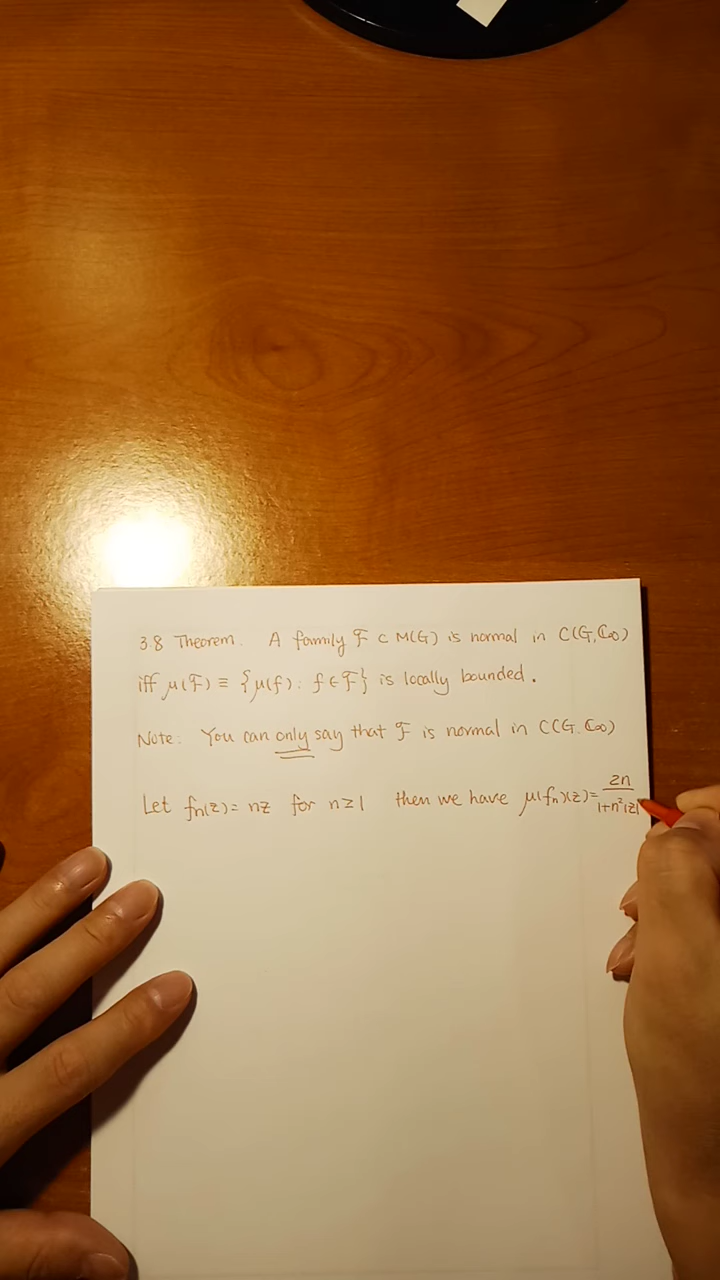 3.8 Theorem. A family ℱ ⊂ M(G) is normal in C(G,ℂ∞)
iff μ(ℱ) ≡ {μ(f): f ∈ ℱ} is locally bounded.
Note: You can only say that ℱ is normal in C(G,ℂ∞)
Let fn(z) = nz for n≥1 then we have μ(fn)(z) = 2n / 1+n²|z|